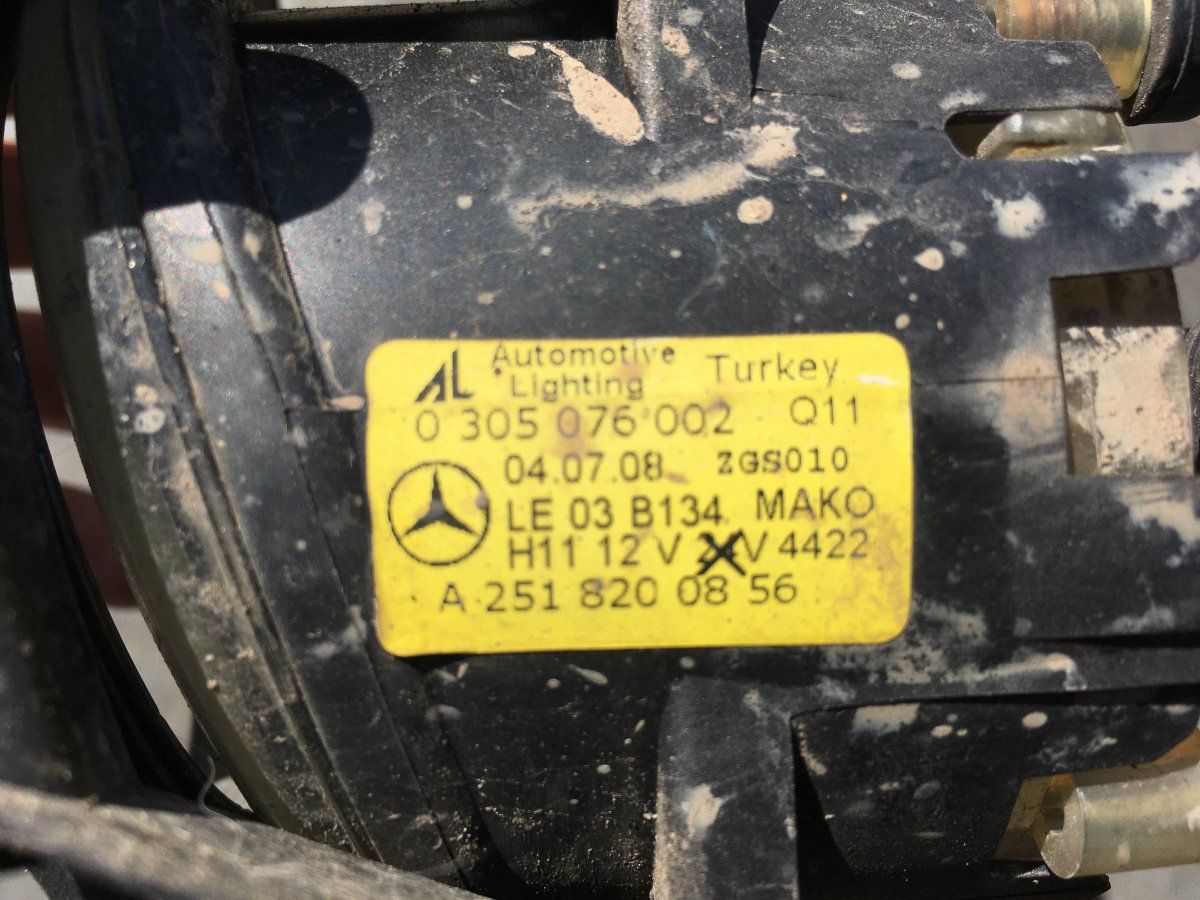 AL Automotive Lighting Turkey
0 305 076 002 Q11
04.07.08 ZGS010
LE 03 B134 MAKO
H11 12 V V 4422
A 251 820 08 56